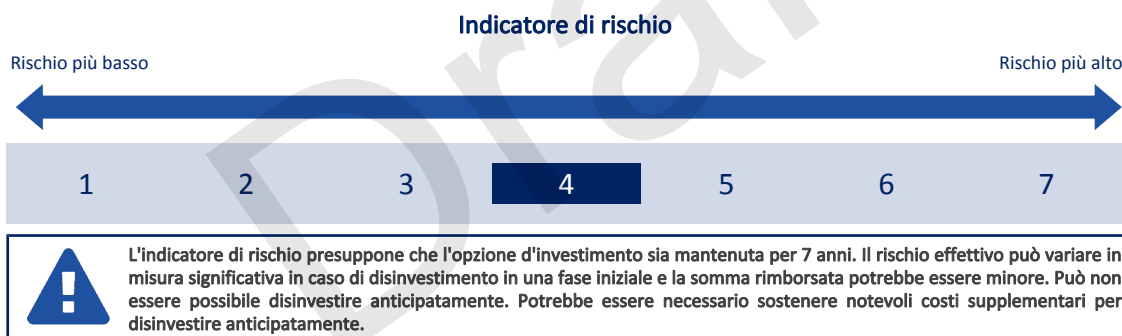 Indicatore di rischio
Rischio più basso
Rischio più alto
1 2 3 4 5 6 7
L'indicatore di rischio presuppone che l'opzione d'investimento sia mantenuta per 7 anni. Il rischio effettivo può variare in
misura significativa in caso di disinvestimento in una fase iniziale e la somma rimborsata potrebbe essere minore. Può non
essere possibile disinvestire anticipatamente. Potrebbe essere necessario sostenere notevoli costi supplementari per
disinvestire anticipatamente.